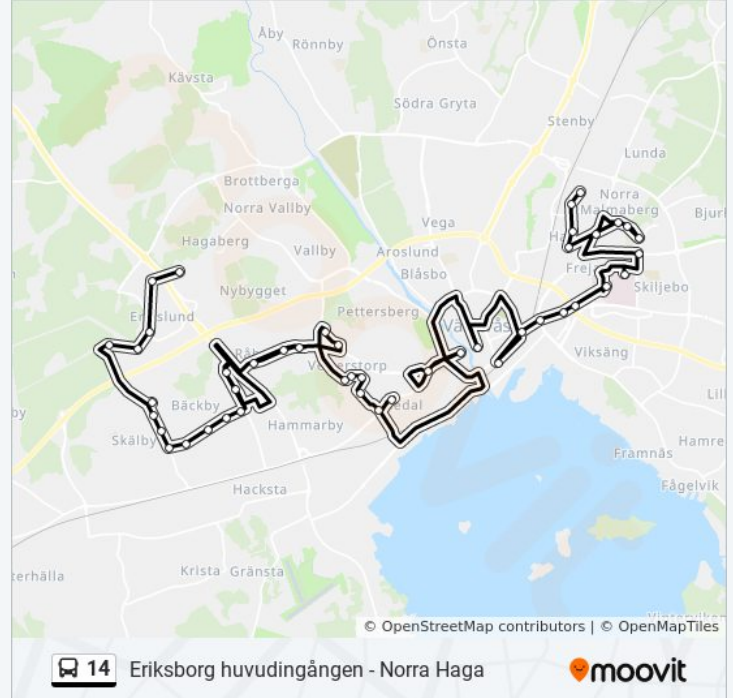 Åby
Rönnby
Önsta
Kävsta
Södra Gryta
Stenby
Lunda
Brottberga
Norra
Malmaberg
Norra Vallby
Vega
Bjur
Hagaberg
Vallby
Aroslund
Blåsbo
Frej
Nybygget
Skiljebo
Pettersberg
Viksäng
Bäckby
Hammarby
Skälby
Hamre
Framnäs
Hacksta
Fågelvik
terhälla
Krista Gränsta
© OpenStreetMap contributors | © OpenMapTiles
14 Eriksborg huvudingången - Norra Haga
moovit